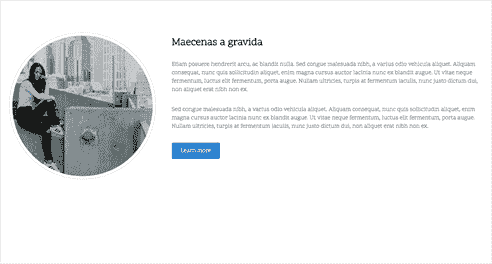 Maecenas a gravida
Etiam posuere hendrerit arcu, ac blandit nulla. Sed congue malesuada nibh, a varius odio vehicula aliquet. Aliquam
consequat, nunc quis sollicitudin aliquet, enim magna cursus auctor lacinia nunc ex blandit augue. Ut vitae neque
fermentum, luctus elit fermentum, porta augue. Nullam ultricies, turpis at fermentum iaculis, nunc justo dictum dui,
non aliquet erat nibh non ex.
Sed congue malesuada nibh, a varius odio vehicula aliquet. Aliquam consequat, nunc quis sollicitudin aliquet, enim
magna cursus auctor lacinia nunc ex blandit augue. Ut vitae neque fermentum, luctus elit fermentum, porta augue.
Nullam ultricies, turpis at fermentum iaculis, nunc justo dictum dui, non aliquet erat nibh non ex.
Learn more